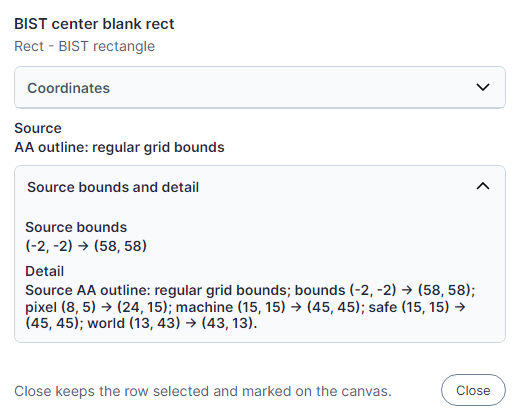 BIST center blank rect
Rect - BIST rectangle
Coordinates
Source
AA outline: regular grid bounds
Source bounds and detail
Source bounds
(-2, -2) → (58, 58)
Detail
Source AA outline: regular grid bounds; bounds (-2, -2) → (58, 58);
pixel (8, 5) → (24, 15); machine (15, 15) → (45, 45); safe (15, 15) →
(45, 45); world (13, 43) → (43, 13).
Close keeps the row selected and marked on the canvas.
Close